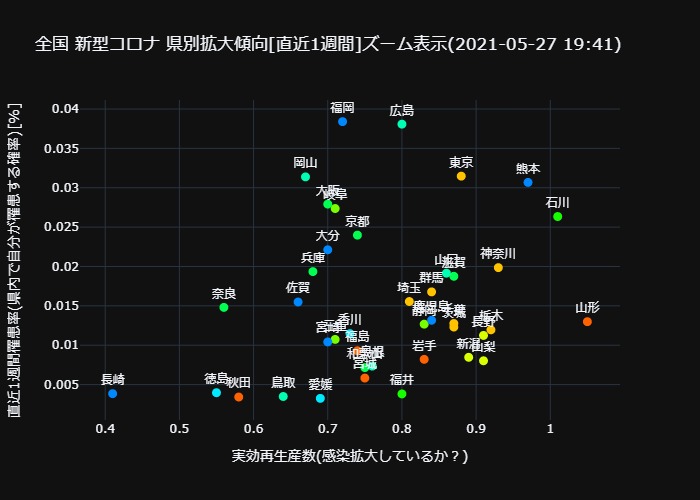 全国 新型コロナ 県別拡大傾向[直近1週間]ズーム表示(2021-05-27 19:41)
直近1週間罹患率(県内で自分が罹患する確率)[%]
0.04
0.035
0.03
0.025
0.02
0.015
0.01
0.005
福岡
広島
岡山
東京
熊本
大阪
岐阜
石川
京都
大分
兵庫
山口
滋賀
神奈川
群馬
佐賀
奈良
埼玉
鹿児島
静岡
千葉
茨城
栃木
長野
山形
香川
宮崎
三重
福島
島根
和歌山
宮城
岩手
新潟
山梨
長崎
徳島
秋田
鳥取
愛媛
福井
0.4
0.5
0.6
0.7
0.8
0.9
1
実効再生産数(感染拡大しているか？)